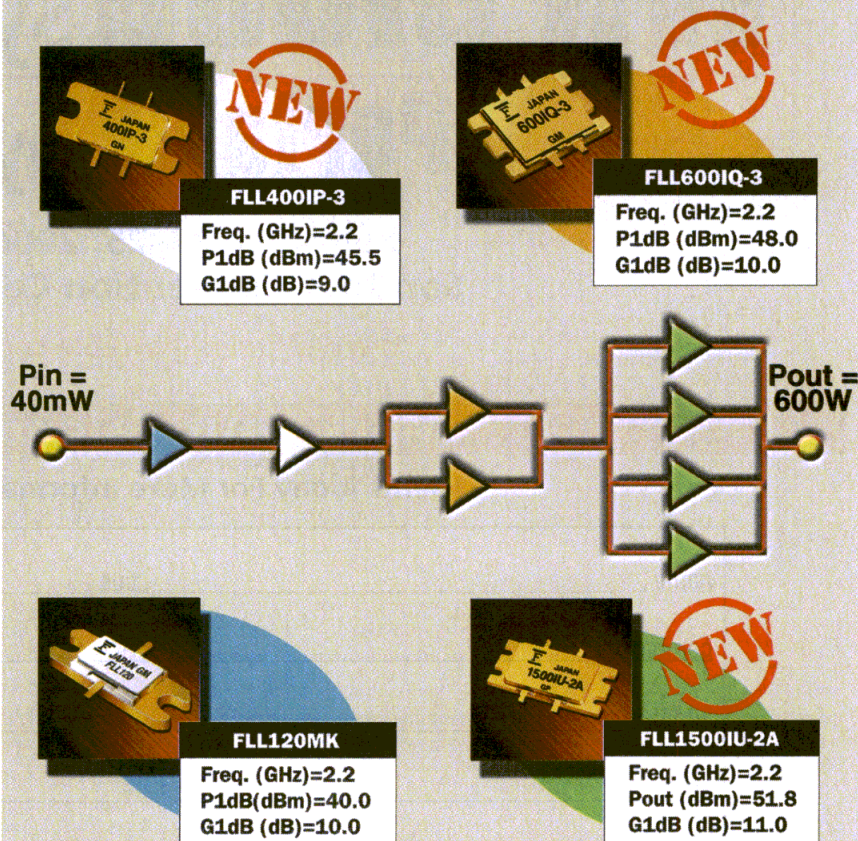 NEW
JAPAN
400IP-3
GN
FLL400IP-3
Freq. (GHz)=2.2
P1dB (dBm)=45.5
G1dB (dB)=9.0
NEW
JAPAN
600IQ-3
GM
FLL600IQ-3
Freq. (GHz)=2.2
P1dB (dBm)=48.0
G1dB (dB)=10.0
Pin =
40mW
Pout =
600W
JAPAN GM
FLL120
FLL120MK
Freq. (GHz)=2.2
P1dB(dBm)=40.0
G1dB (dB)=10.0
NEW
JAPAN
1500IU-2A
GP
FLL1500IU-2A
Freq. (GHz)=2.2
Pout (dBm)=51.8
G1dB (dB)=11.0